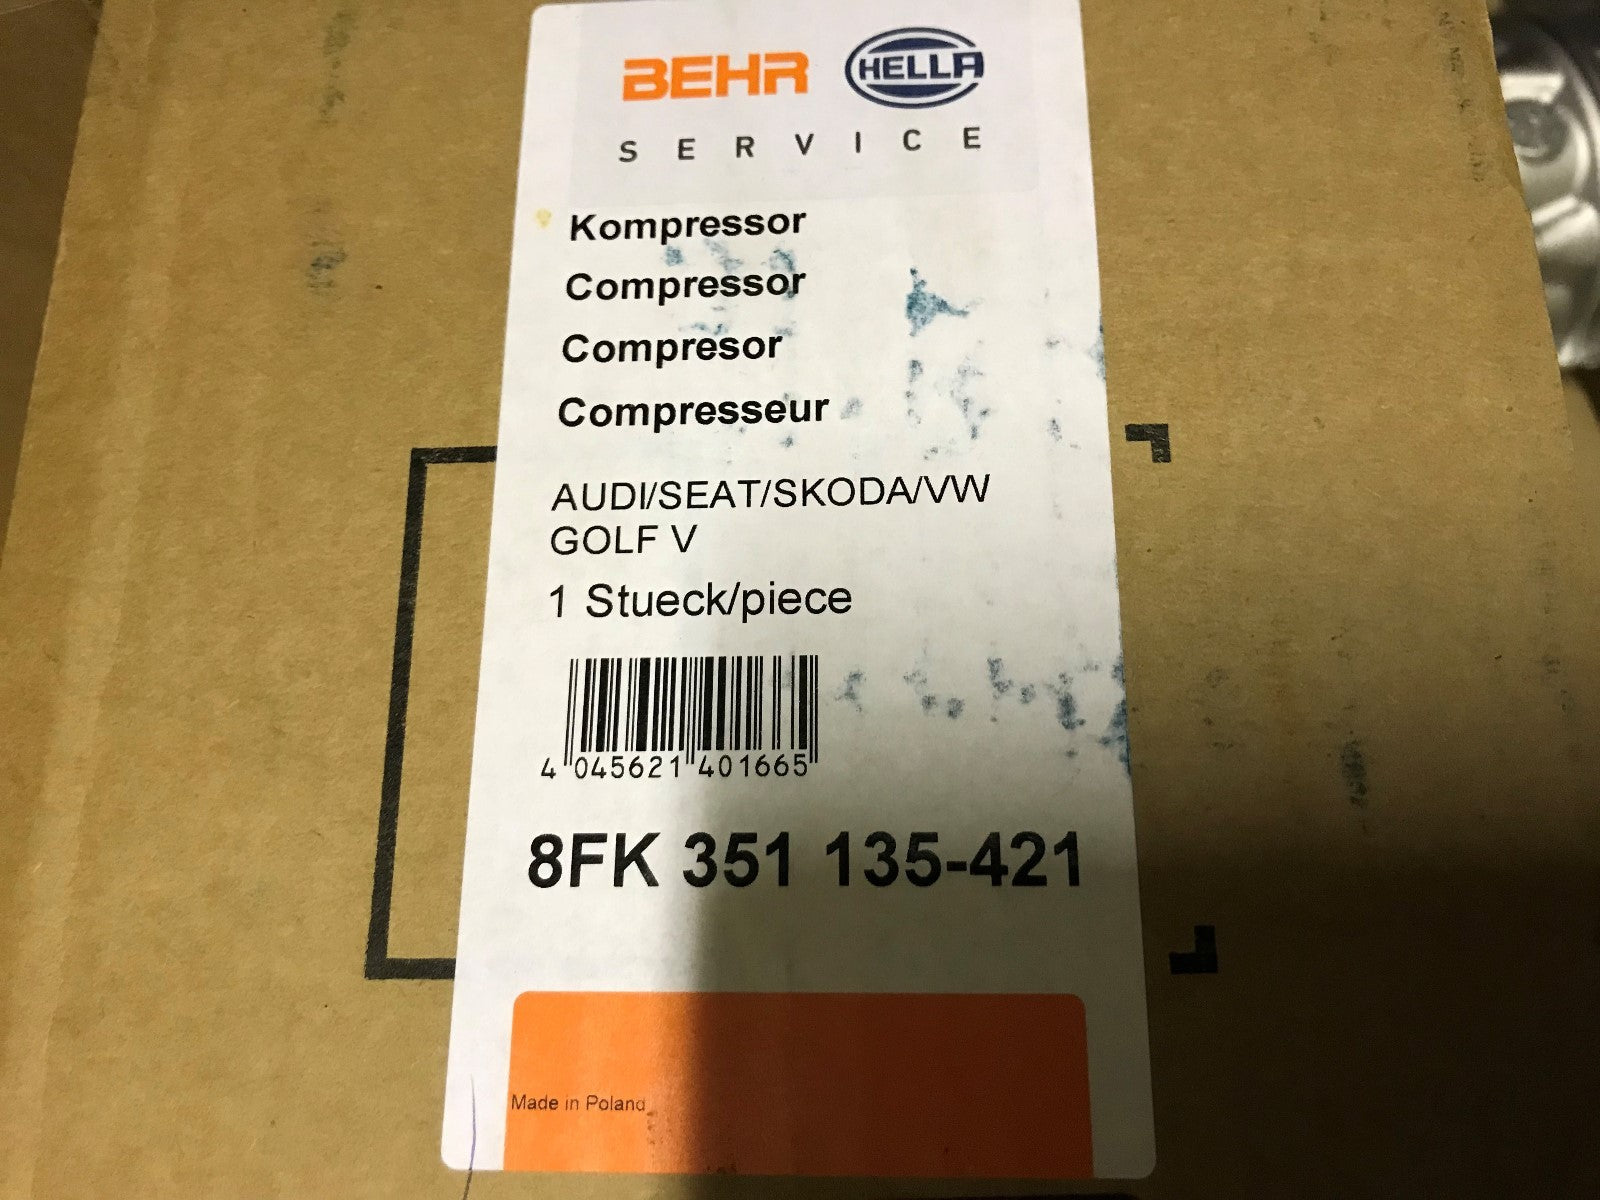 BEHR HELLA
SERVICE
Kompressor
Compressor
Compresor
Compresseur
AUDI/SEAT/SKODA/VW
GOLF V
1 Stueck/piece
4 045621 401665
8FK 351 135-421
Made in Poland